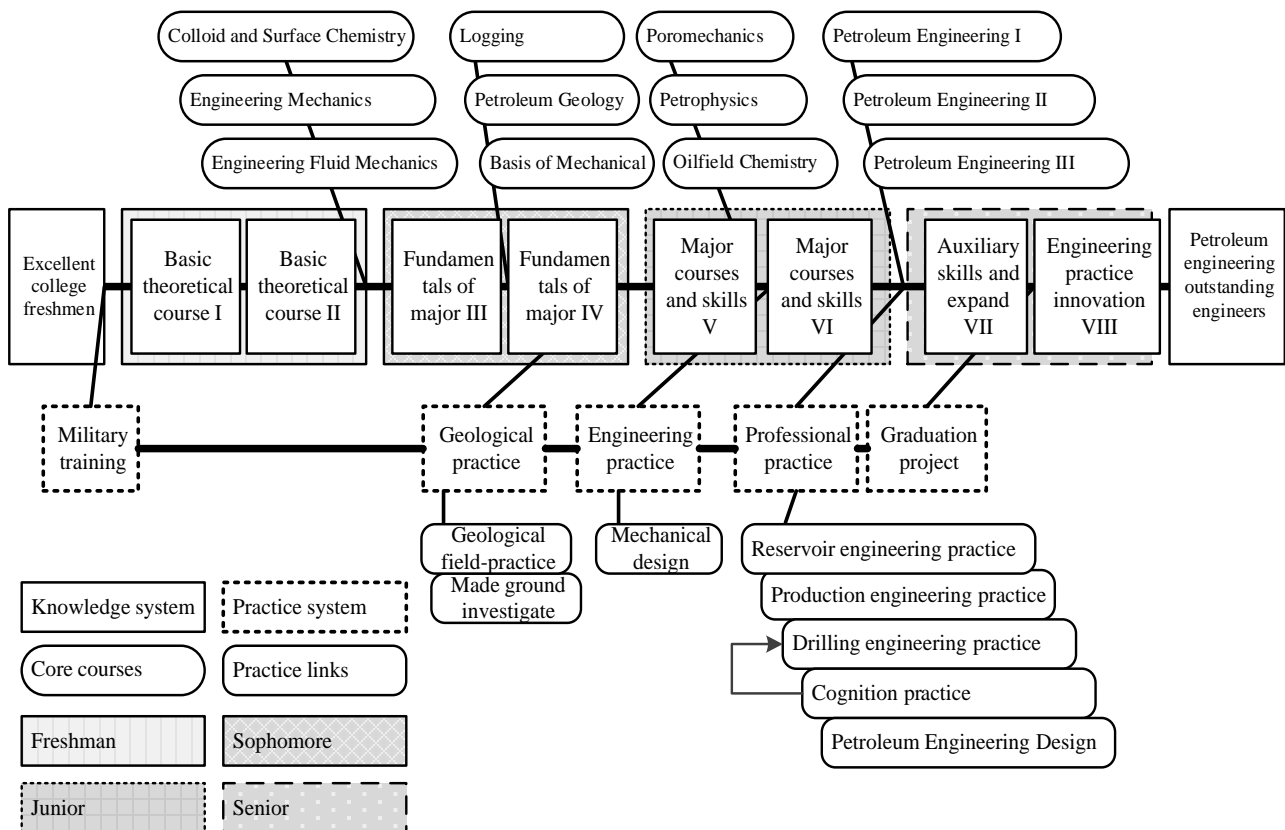 Colloid and Surface Chemistry
Logging
Poromechanics
Petroleum Engineering I
Engineering Mechanics
Petroleum Geology
Petrophysics
Petroleum Engineering II
Engineering Fluid Mechanics
Basis of Mechanical
Oilfield Chemistry
Petroleum Engineering III
Excellent
college
freshmen
Basic
theoretical
course I
Basic
theoretical
course II
Fundamen
tals of
major III
Fundamen
tals of
major IV
Major
courses
and skills
V
Major
courses
and skills
VI
Auxiliary
skills and
expand
VII
Engineering
practice
innovation
VIII
Petroleum
engineering
outstanding
engineers
Military
training
Geological
practice
Engineering
practice
Professional
practice
Graduation
project
Geological
field-practice
Made ground
investigate
Mechanical
design
Reservoir engineering practice
Production engineering practice
Drilling engineering practice
Cognition practice
Petroleum Engineering Design
Knowledge system
Practice system
Core courses
Practice links
Freshman
Sophomore
Junior
Senior